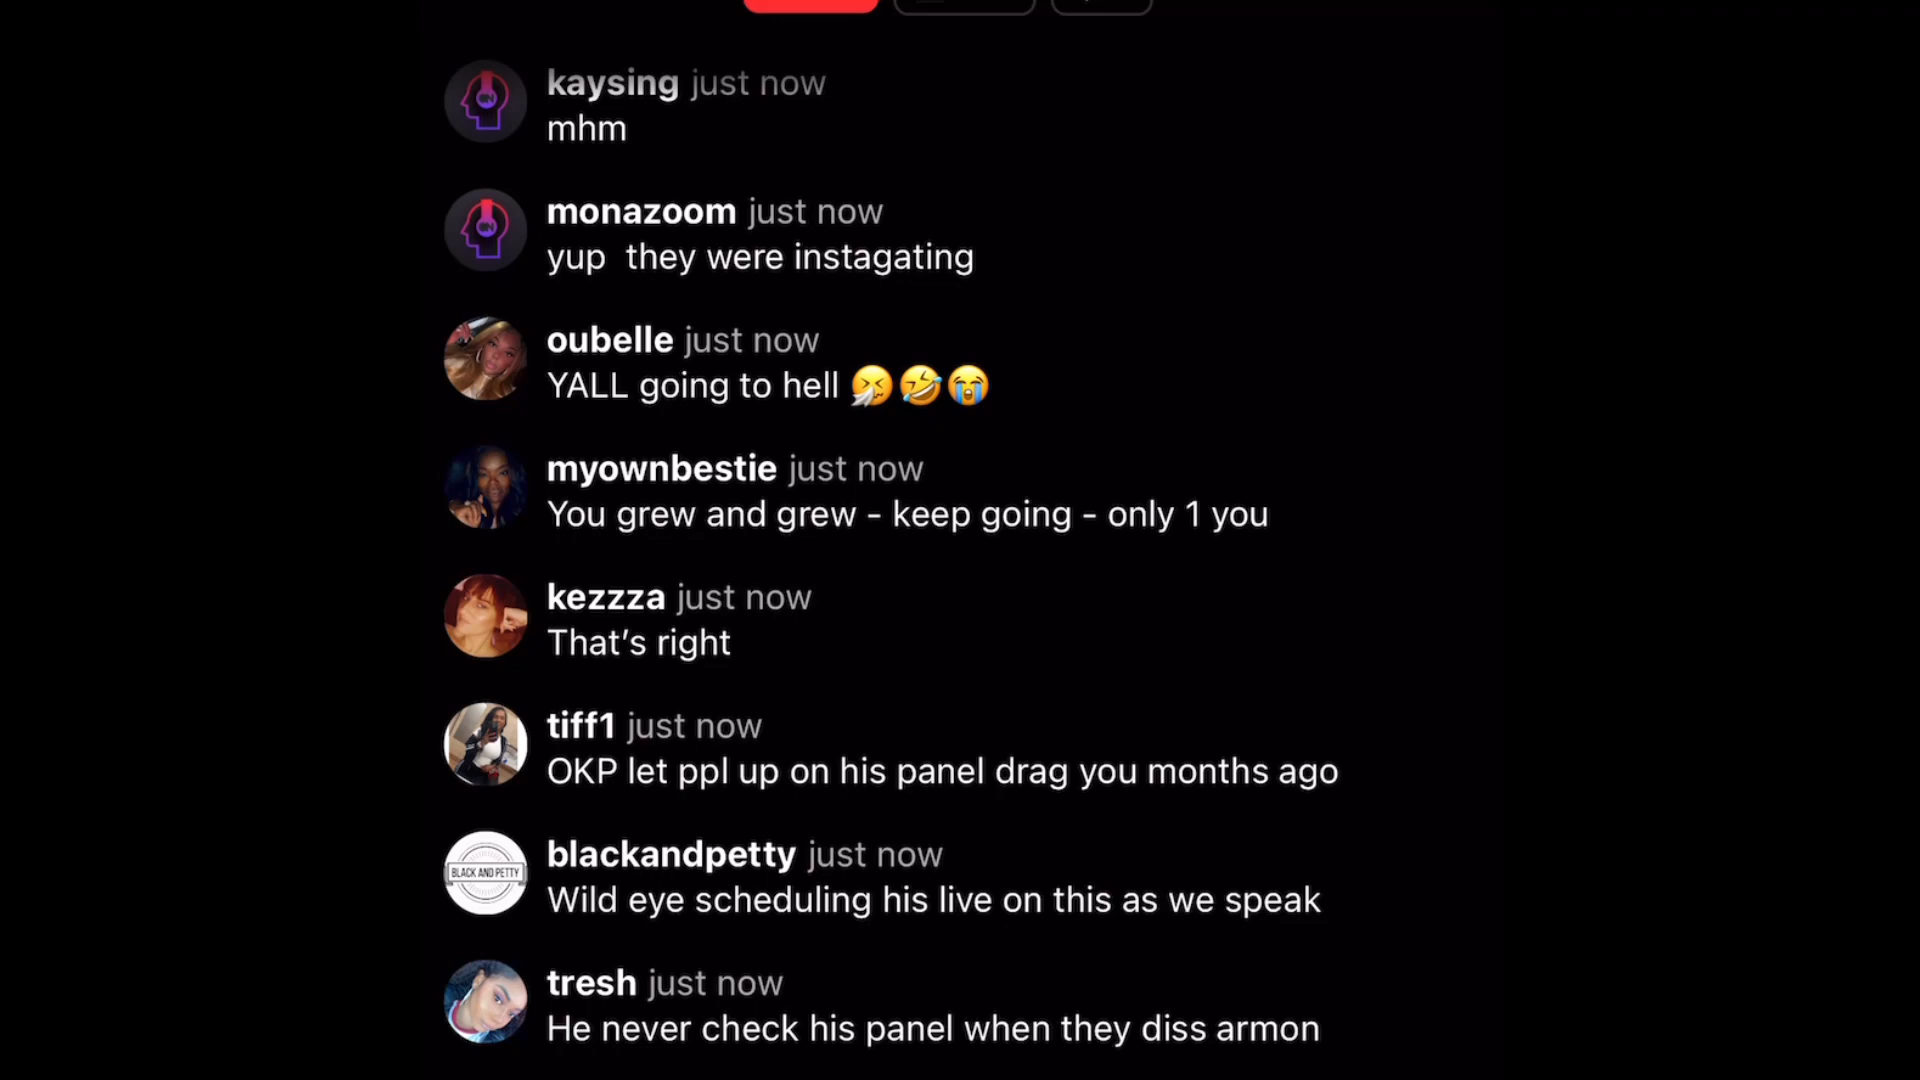 kaysing just now
mhm
monazoom just now
yup  they were instagating
oubelle just now
YALL going to hell 🤧🤣😭
myownbestie just now
You grew and grew - keep going - only 1 you
kezzza just now
That’s right
tiff1 just now
OKP let ppl up on his panel drag you months ago
blackandpetty just now
BLACK AND PETTY
Wild eye scheduling his live on this as we speak
tresh just now
He never check his panel when they diss armon